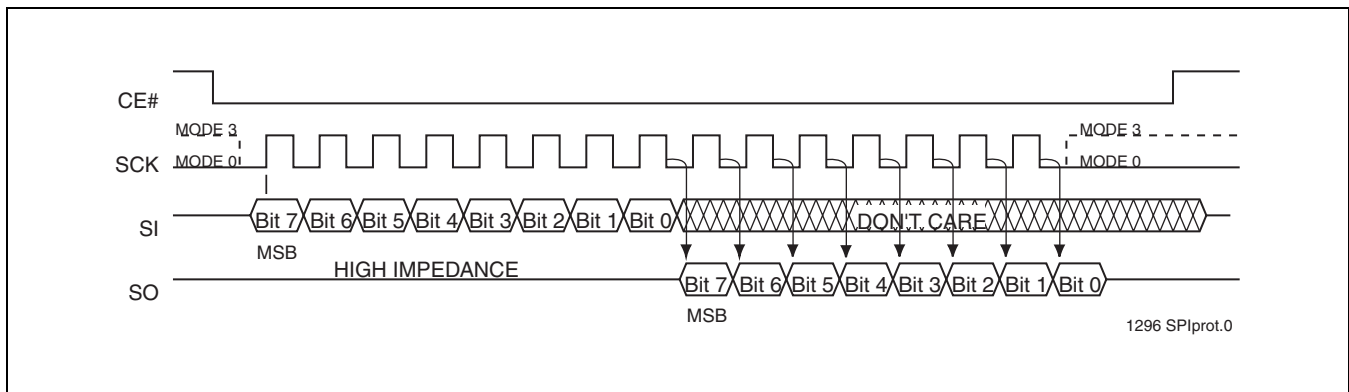 CE#
MODE 3 MODE 3
SCK MODE 0 MODE 0
SI Bit 7 Bit 6 Bit 5 Bit 4 Bit 3 Bit 2 Bit 1 Bit 0 DON'T CARE
MSB
HIGH IMPEDANCE
SO Bit 7 Bit 6 Bit 5 Bit 4 Bit 3 Bit 2 Bit 1 Bit 0
MSB
1296 SPIprot.0